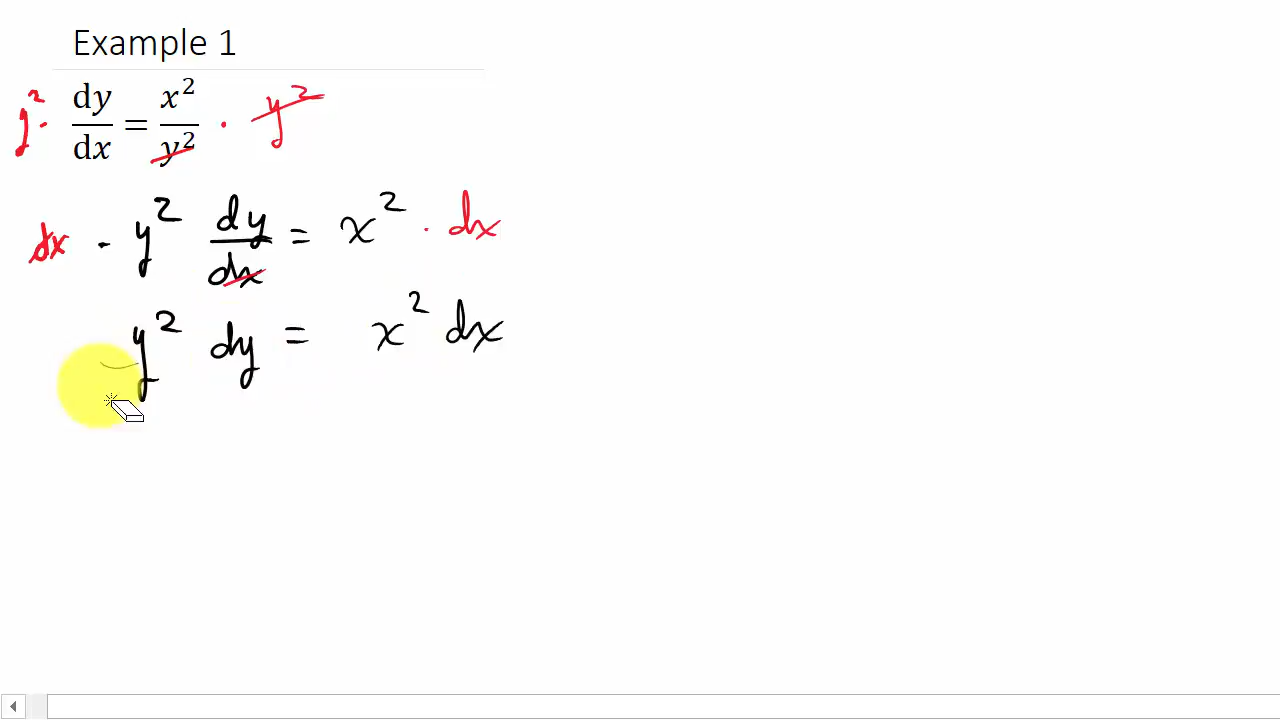 Example 1
y² · dy/dx = x²/y² · y²
dx · y² dy/dx = x² · dx
y² dy = x² dx